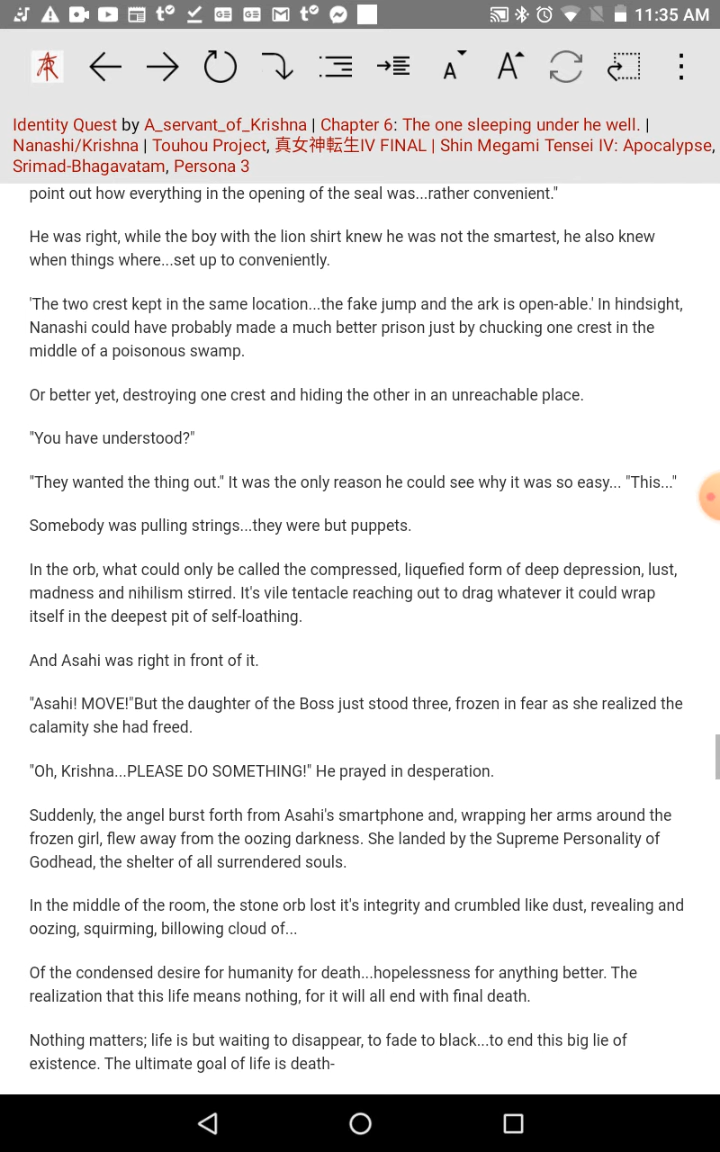 11:35 AM
Identity Quest by A_servant_of_Krishna | Chapter 6: The one sleeping under he well. |
Nanashi/Krishna | Touhou Project, 真女神転生IV FINAL | Shin Megami Tensei IV: Apocalypse,
Srimad-Bhagavatam, Persona 3
point out how everything in the opening of the seal was...rather convenient."
He was right, while the boy with the lion shirt knew he was not the smartest, he also knew
when things where...set up to conveniently.
'The two crest kept in the same location...the fake jump and the ark is open-able.' In hindsight,
Nanashi could have probably made a much better prison just by chucking one crest in the
middle of a poisonous swamp.
Or better yet, destroying one crest and hiding the other in an unreachable place.
"You have understood?"
"They wanted the thing out." It was the only reason he could see why it was so easy... "This..."
Somebody was pulling strings...they were but puppets.
In the orb, what could only be called the compressed, liquefied form of deep depression, lust,
madness and nihilism stirred. It's vile tentacle reaching out to drag whatever it could wrap
itself in the deepest pit of self-loathing.
And Asahi was right in front of it.
"Asahi! MOVE!"But the daughter of the Boss just stood three, frozen in fear as she realized the
calamity she had freed.
"Oh, Krishna...PLEASE DO SOMETHING!" He prayed in desperation.
Suddenly, the angel burst forth from Asahi's smartphone and, wrapping her arms around the
frozen girl, flew away from the oozing darkness. She landed by the Supreme Personality of
Godhead, the shelter of all surrendered souls.
In the middle of the room, the stone orb lost it's integrity and crumbled like dust, revealing and
oozing, squirming, billowing cloud of...
Of the condensed desire for humanity for death...hopelessness for anything better. The
realization that this life means nothing, for it will all end with final death.
Nothing matters; life is but waiting to disappear, to fade to black...to end this big lie of
existence. The ultimate goal of life is death-